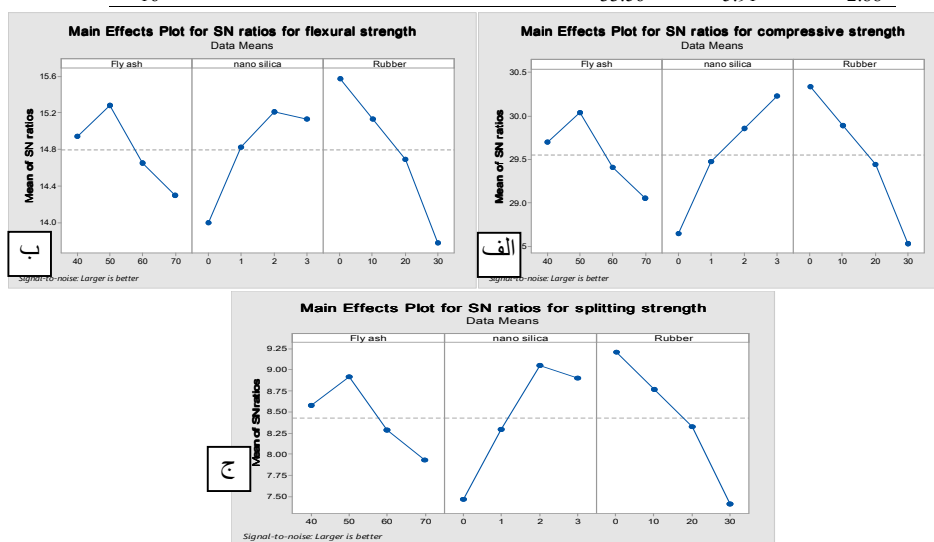 Main Effects Plot for SN ratios for flexural strength
Data Means
Fly ash nano silica Rubber
Mean of SN ratios
15.6
15.2
14.8
14.4
14.0
40 50 60 70 0 1 2 3 0 10 20 30
Signal-to-noise: Larger is better
ب
Main Effects Plot for SN ratios for compressive strength
Data Means
Fly ash nano silica Rubber
Mean of SN ratios
30.5
30.0
29.5
29.0
5
40 50 60 70 0 1 2 3 0 10 20 30
Signal-to-noise: Larger is better
الف
Main Effects Plot for SN ratios for splitting strength
Data Means
Fly ash nano silica Rubber
Mean of SN ratios
9.25
9.00
8.75
8.50
8.25
8.00
7.75
7.50
40 50 60 70 0 1 2 3 0 10 20 30
Signal-to-noise: Larger is better
ج